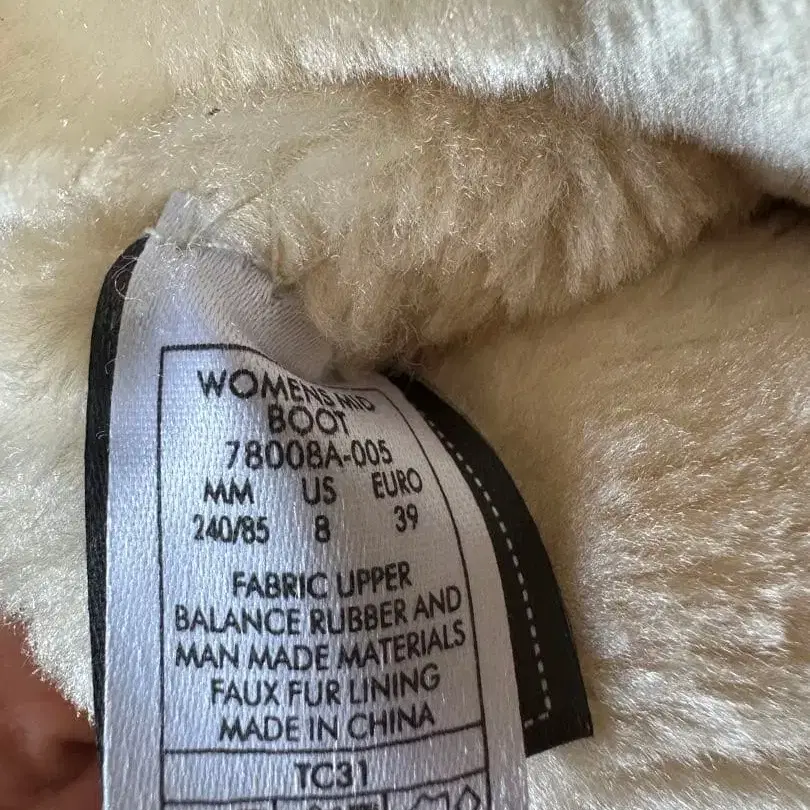 WOMENS MID
BOOT
78008A-005
MM US EURO
240/85 8 39
FABRIC UPPER
BALANCE RUBBER AND
MAN MADE MATERIALS
FAUX FUR LINING
MADE IN CHINA
TC31